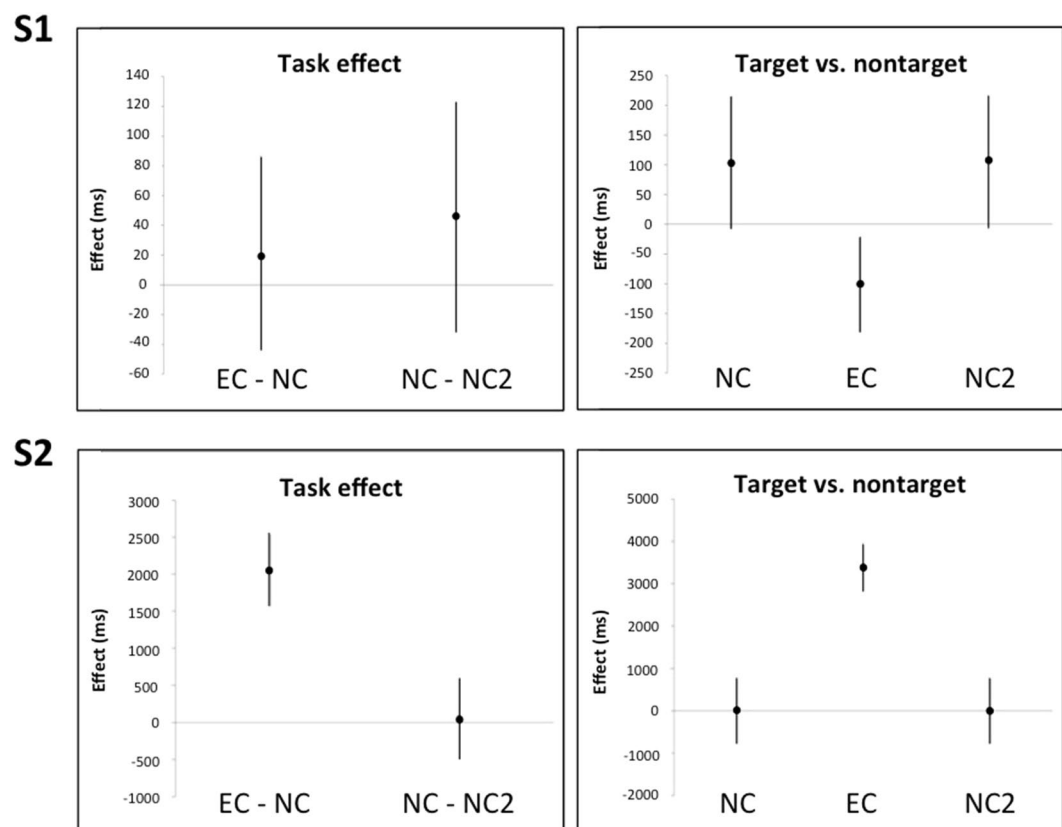 S1
Task effect
Effect (ms)
140
120
100
80
60
40
20
0
-20
-40
-60
EC - NC
NC - NC2
Target vs. nontarget
250
200
150
100
50
0
-50
-100
-150
-200
-250
NC
EC
NC2
S2
Task effect
Effect (ms)
3000
2500
2000
1500
1000
500
0
-500
-1000
EC - NC
NC - NC2
Target vs. nontarget
Effect (ms)
5000
4000
3000
2000
1000
0
-1000
-2000
NC
EC
NC2